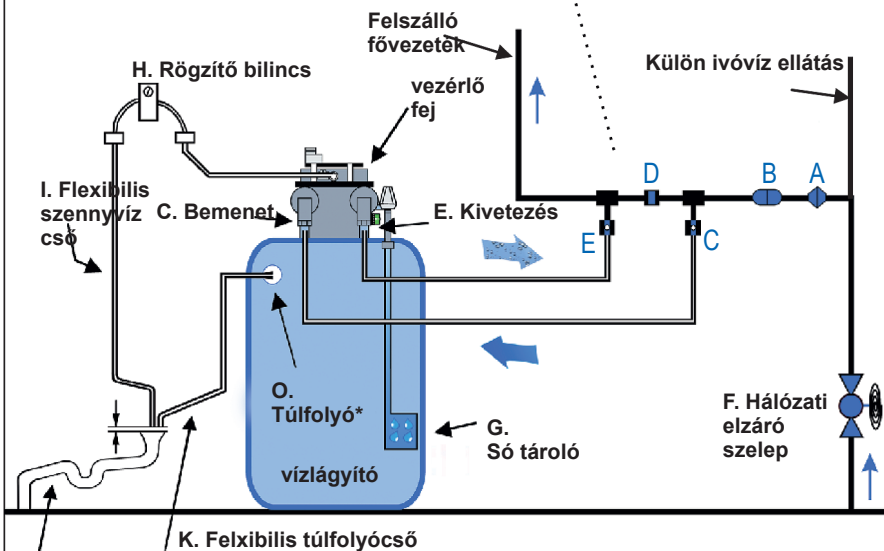 Felszálló
fővezeték
Külön ivóvíz ellátás
H. Rögzítő bilincs
vezérlő
fej
I. Flexibilis
szennyvíz
cső
C. Bemenet
E. Kivetezés
D
B
A
E
C
O.
Túlfolyó*
G.
Só tároló
F. Hálózati
elzáró
szelep
vízlágyító
K. Felxibilis túlfolyócső